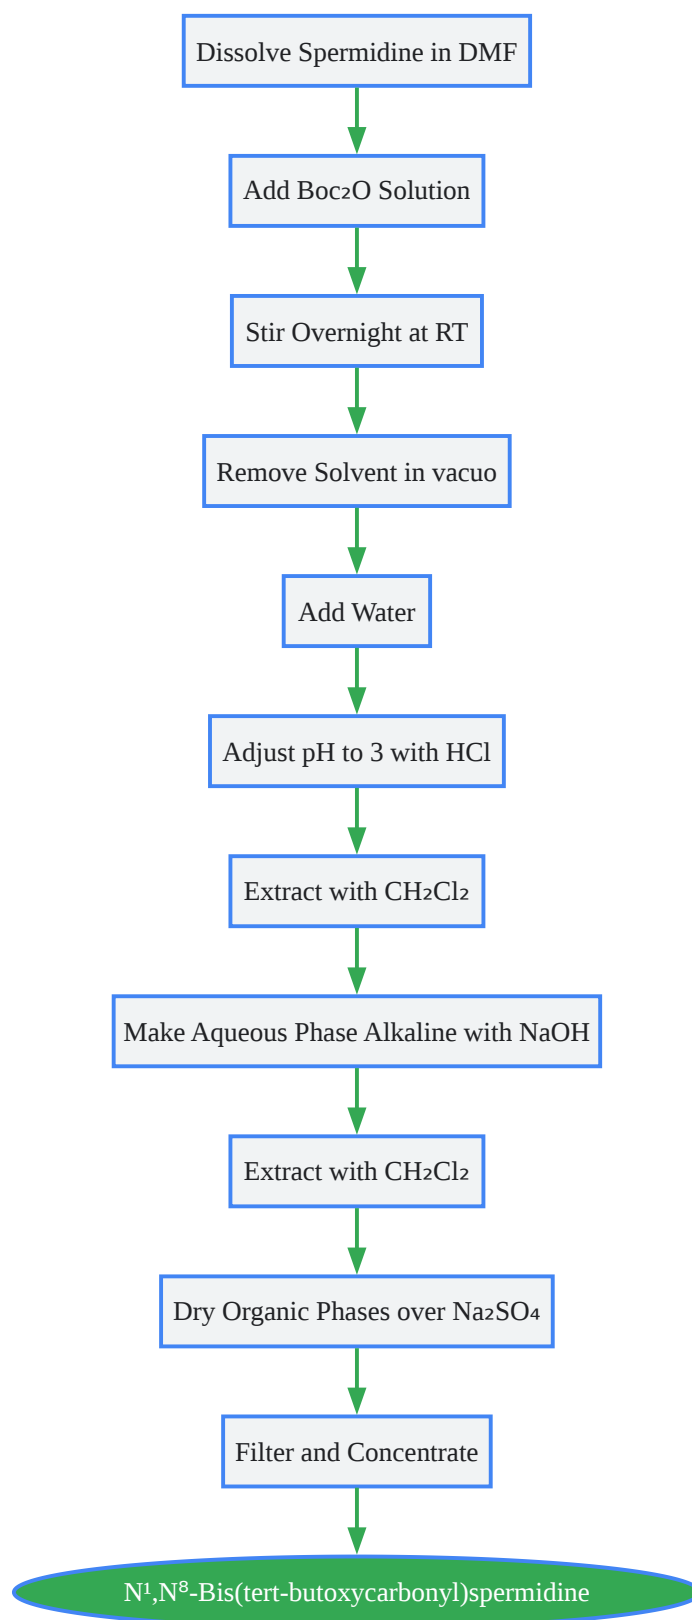 Dissolve Spermidine in DMF
Add Boc₂O Solution
Stir Overnight at RT
Remove Solvent in vacuo
Add Water
Adjust pH to 3 with HCl
Extract with CH₂Cl₂
Make Aqueous Phase Alkaline with NaOH
Extract with CH₂Cl₂
Dry Organic Phases over Na₂SO₄
Filter and Concentrate
N¹,N⁸-Bis(tert-butoxycarbonyl)spermidine